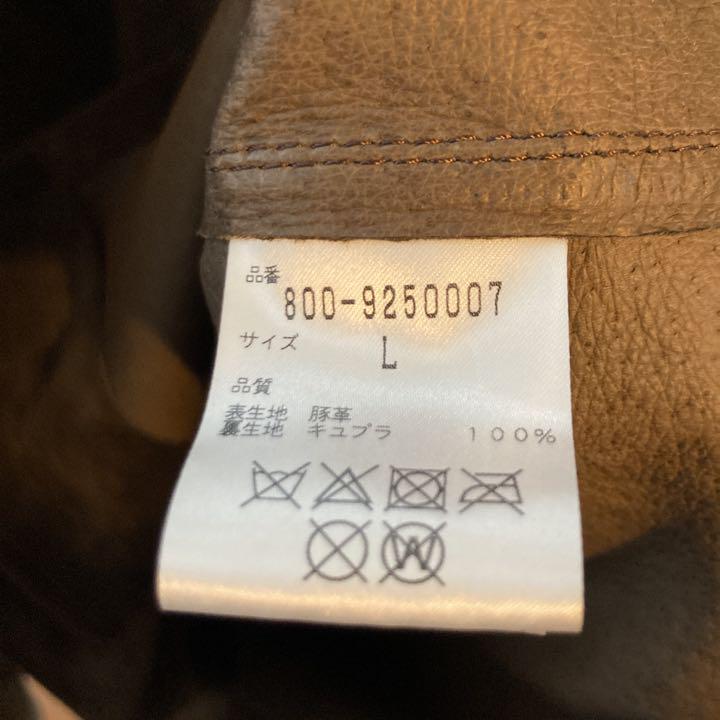 品番
800-9250007
サイズ
L
品質
表生地 豚革
裏生地 キュプラ 100%
W